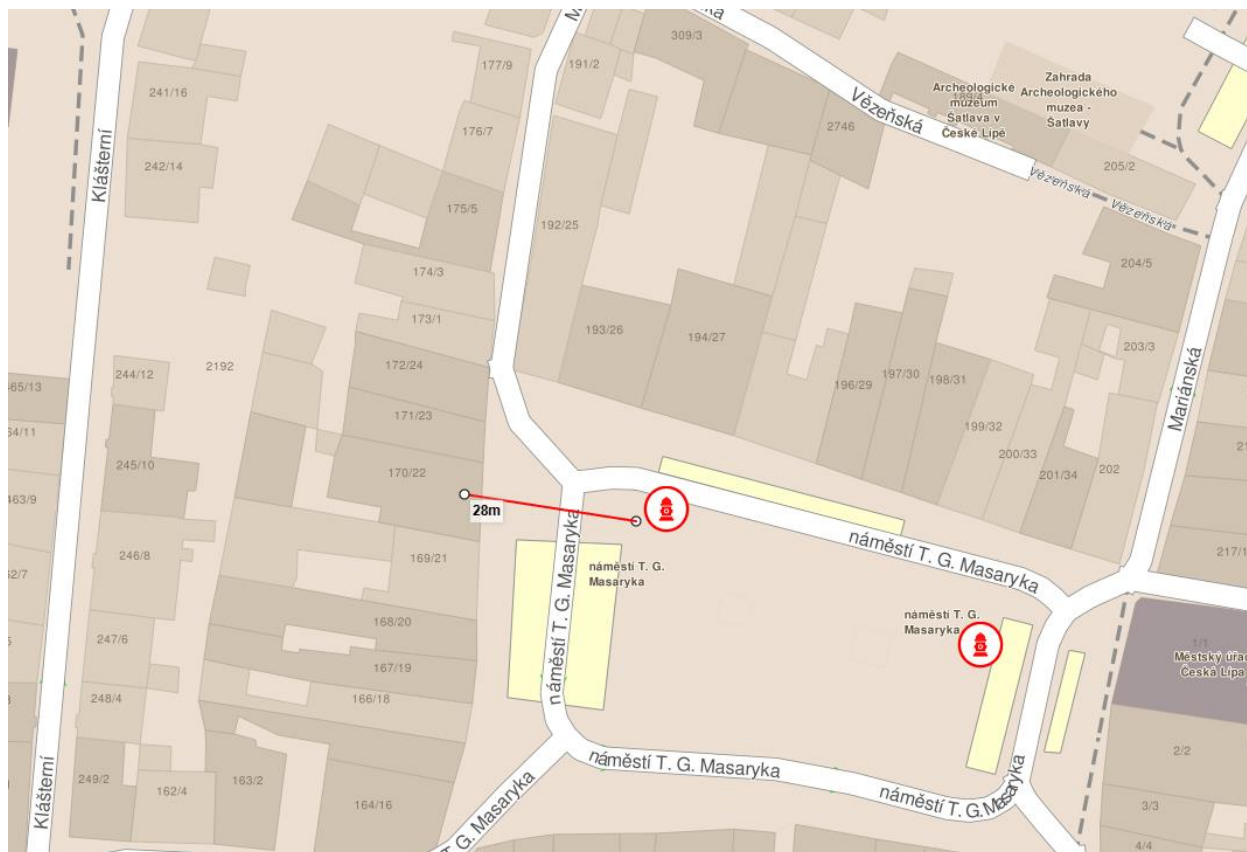 177/9
191/2
309/3
241/16
176/7
Vězeňská
Archeologické
muzeum
Šatlava v
České Lípě
189/4
Zahrada
Archeologického
muzea -
Šatlavy
2746
242/14
Klášterní
205/2
Vězeňská
Vězeňská
175/5
192/25
204/5
174/3
173/1
193/26
194/27
172/24
2192
244/12
203/3
196/29
197/30
198/31
Mariánská
171/23
199/32
200/33
201/34
202
245/10
170/22
28m
náměstí T. G. Masaryka
náměstí T. G. Masaryka
246/8
169/21
náměstí T. G.
Masaryka
náměstí T. G.
Masaryka
168/20
247/6
167/19
1/1
Městský úřad
Česká Lípa
248/4
166/18
náměstí T. G. Masaryka
náměstí T. G. Masaryka
2/2
249/2
162/4
163/2
164/16
3/3
4/4
Klášterní
T. G. Masaryka